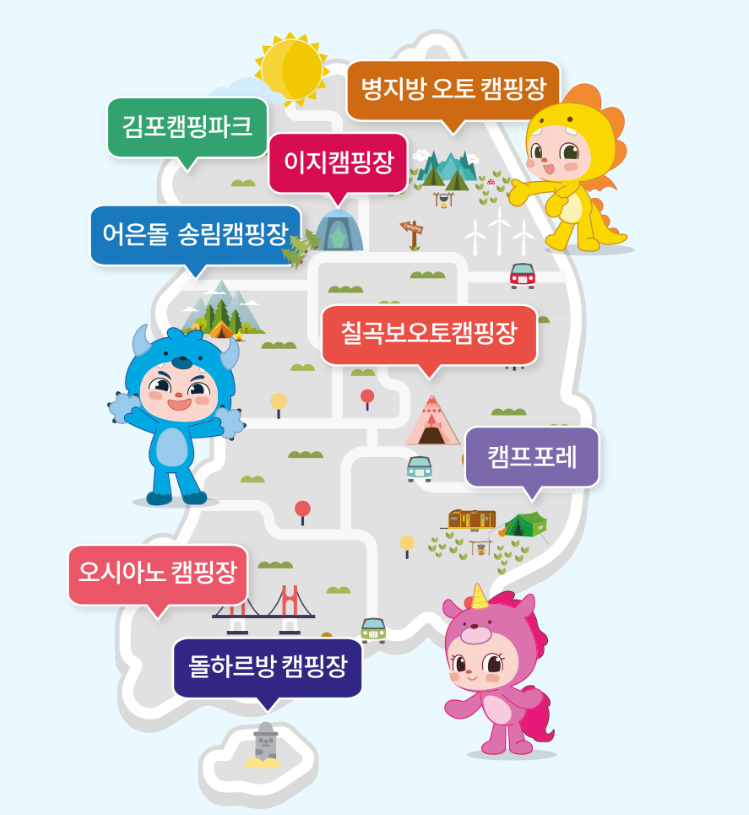 병지방 오토 캠핑장
김포캠핑파크
이지캠핑장
어은돌 송림캠핑장
칠곡보오토캠핑장
캠프포레
오시아노 캠핑장
돌하르방 캠핑장